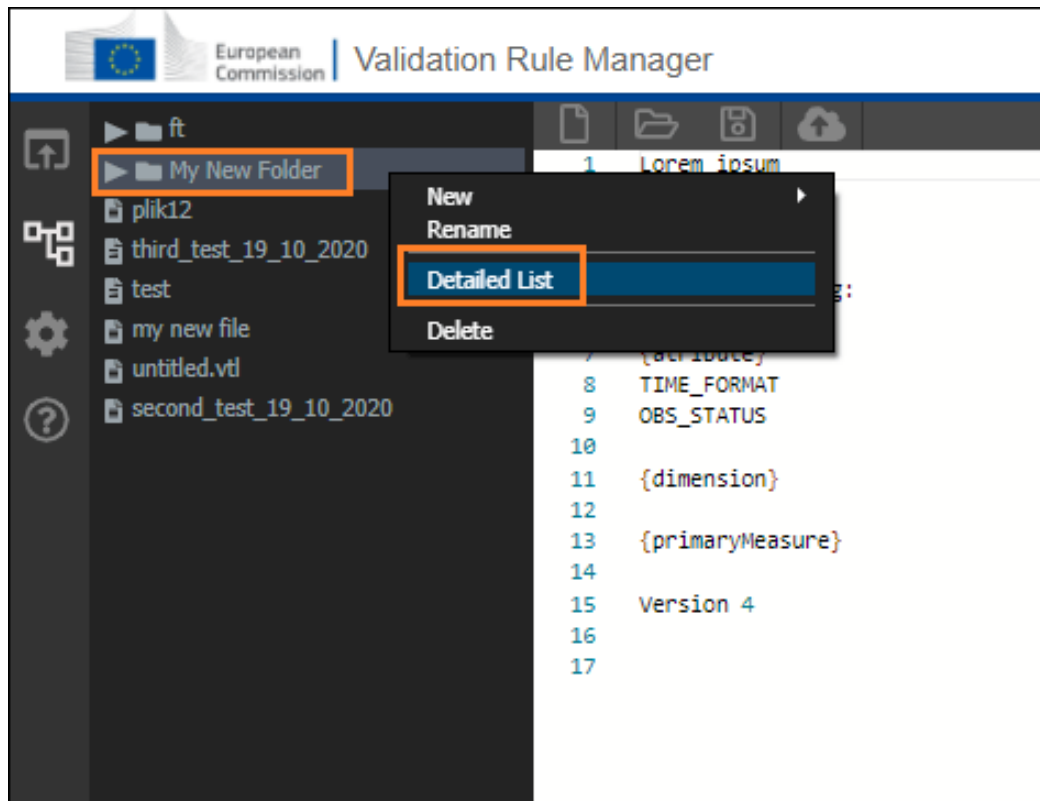 European
Commission
Validation Rule Manager
ft
My New Folder
plik12
third_test_19_10_2020
test
my new file
untitled.vtl
second_test_19_10_2020
New
Rename
Detailed List
Delete
1 Lorem ipsum
g:
7 {atribute}
8 TIME_FORMAT
9 OBS_STATUS
10
11 {dimension}
12
13 {primaryMeasure}
14
15 Version 4
16
17